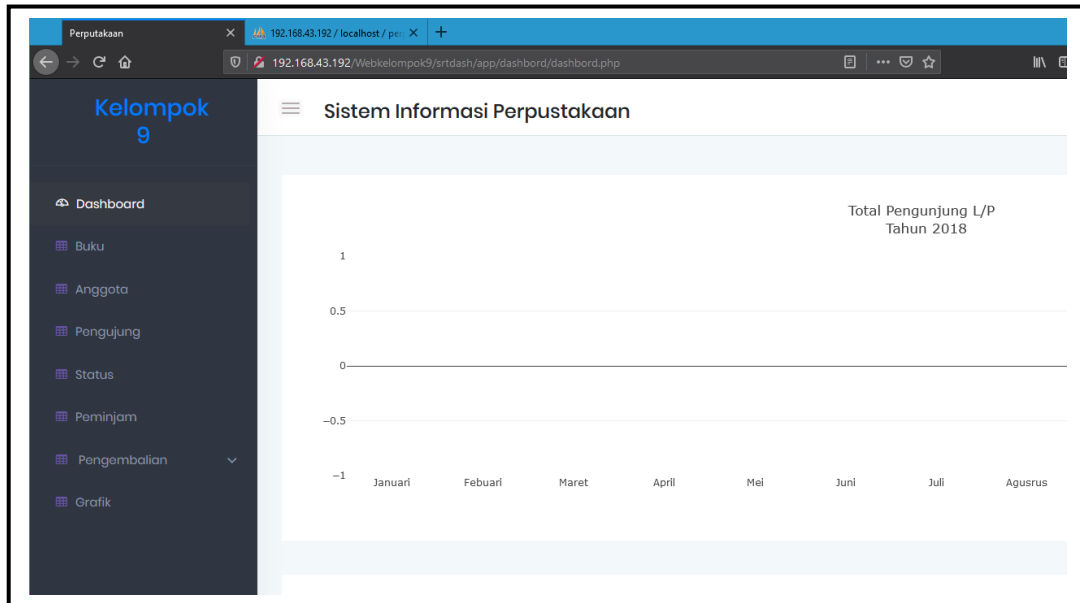 Perputakaan
192.168.43.192 / localhost / per
192.168.43.192/Webkelompok9/srtdash/app/dashbord/dashbord.php
Kelompok
9
Sistem Informasi Perpustakaan
Dashboard
Buku
Anggota
Pengujung
Status
Peminjam
Pengembalian
Grafik
Total Pengunjung L/P
Tahun 2018
1
0.5
0
−0.5
−1
Januari Febuari Maret April Mei Juni Juli Agusrus